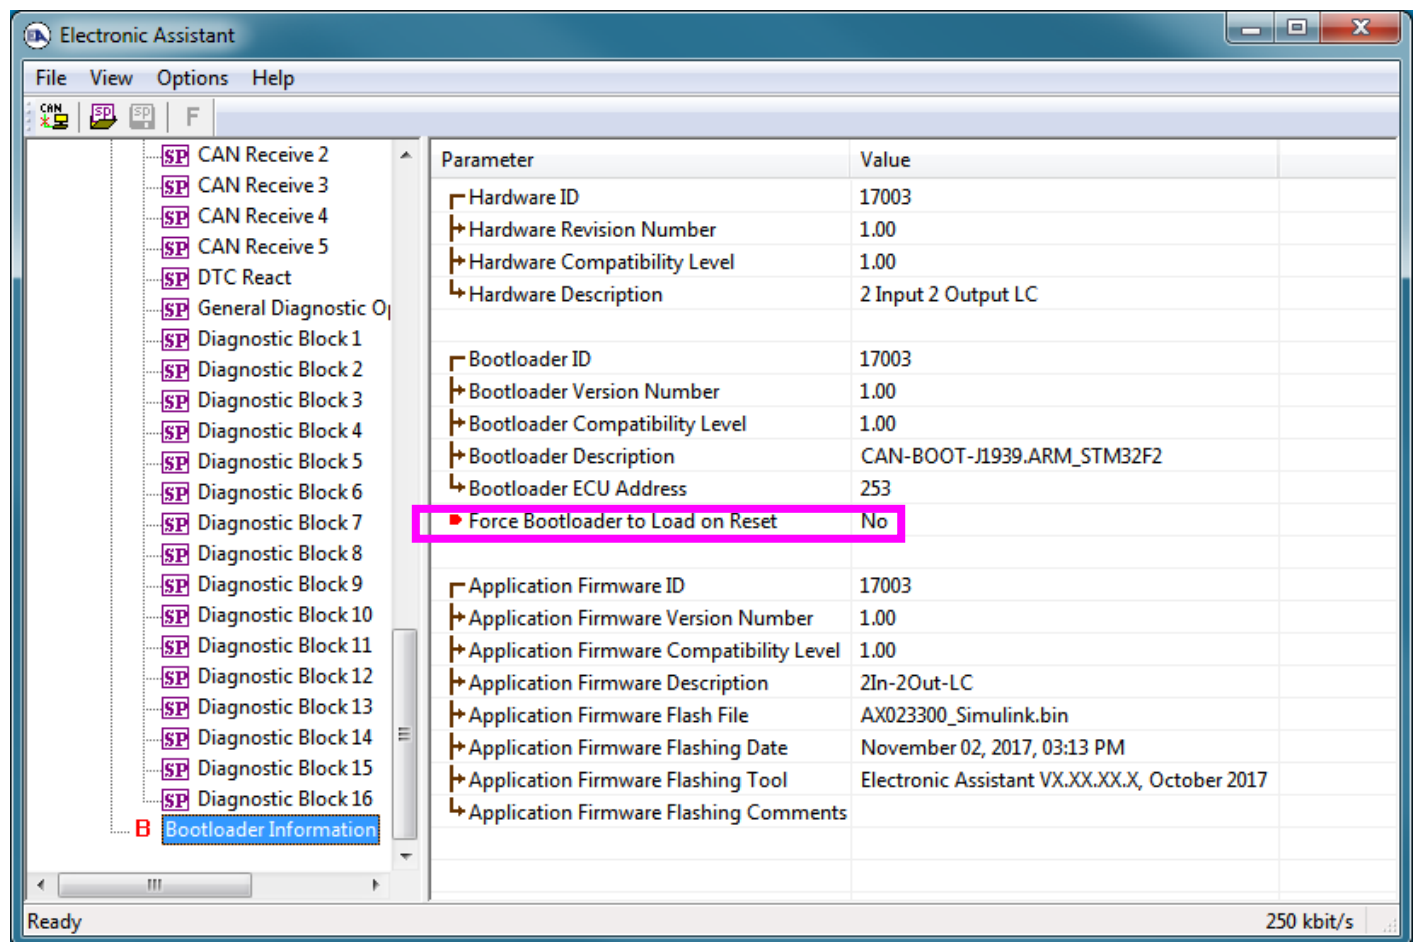 Electronic Assistant
File View Options Help
CAN SP SP F
SP CAN Receive 2
SP CAN Receive 3
SP CAN Receive 4
SP CAN Receive 5
SP DTC React
SP General Diagnostic Op
SP Diagnostic Block 1
SP Diagnostic Block 2
SP Diagnostic Block 3
SP Diagnostic Block 4
SP Diagnostic Block 5
SP Diagnostic Block 6
SP Diagnostic Block 7
SP Diagnostic Block 8
SP Diagnostic Block 9
SP Diagnostic Block 10
SP Diagnostic Block 11
SP Diagnostic Block 12
SP Diagnostic Block 13
SP Diagnostic Block 14
SP Diagnostic Block 15
SP Diagnostic Block 16
B Bootloader Information
Parameter Value
Hardware ID 17003
Hardware Revision Number 1.00
Hardware Compatibility Level 1.00
Hardware Description 2 Input 2 Output LC
Bootloader ID 17003
Bootloader Version Number 1.00
Bootloader Compatibility Level 1.00
Bootloader Description CAN-BOOT-J1939.ARM_STM32F2
Bootloader ECU Address 253
Force Bootloader to Load on Reset No
Application Firmware ID 17003
Application Firmware Version Number 1.00
Application Firmware Compatibility Level 1.00
Application Firmware Description 2In-2Out-LC
Application Firmware Flash File AX023300_Simulink.bin
Application Firmware Flashing Date November 02, 2017, 03:13 PM
Application Firmware Flashing Tool Electronic Assistant VX.XX.XX.X, October 2017
Application Firmware Flashing Comments
Ready 250 kbit/s